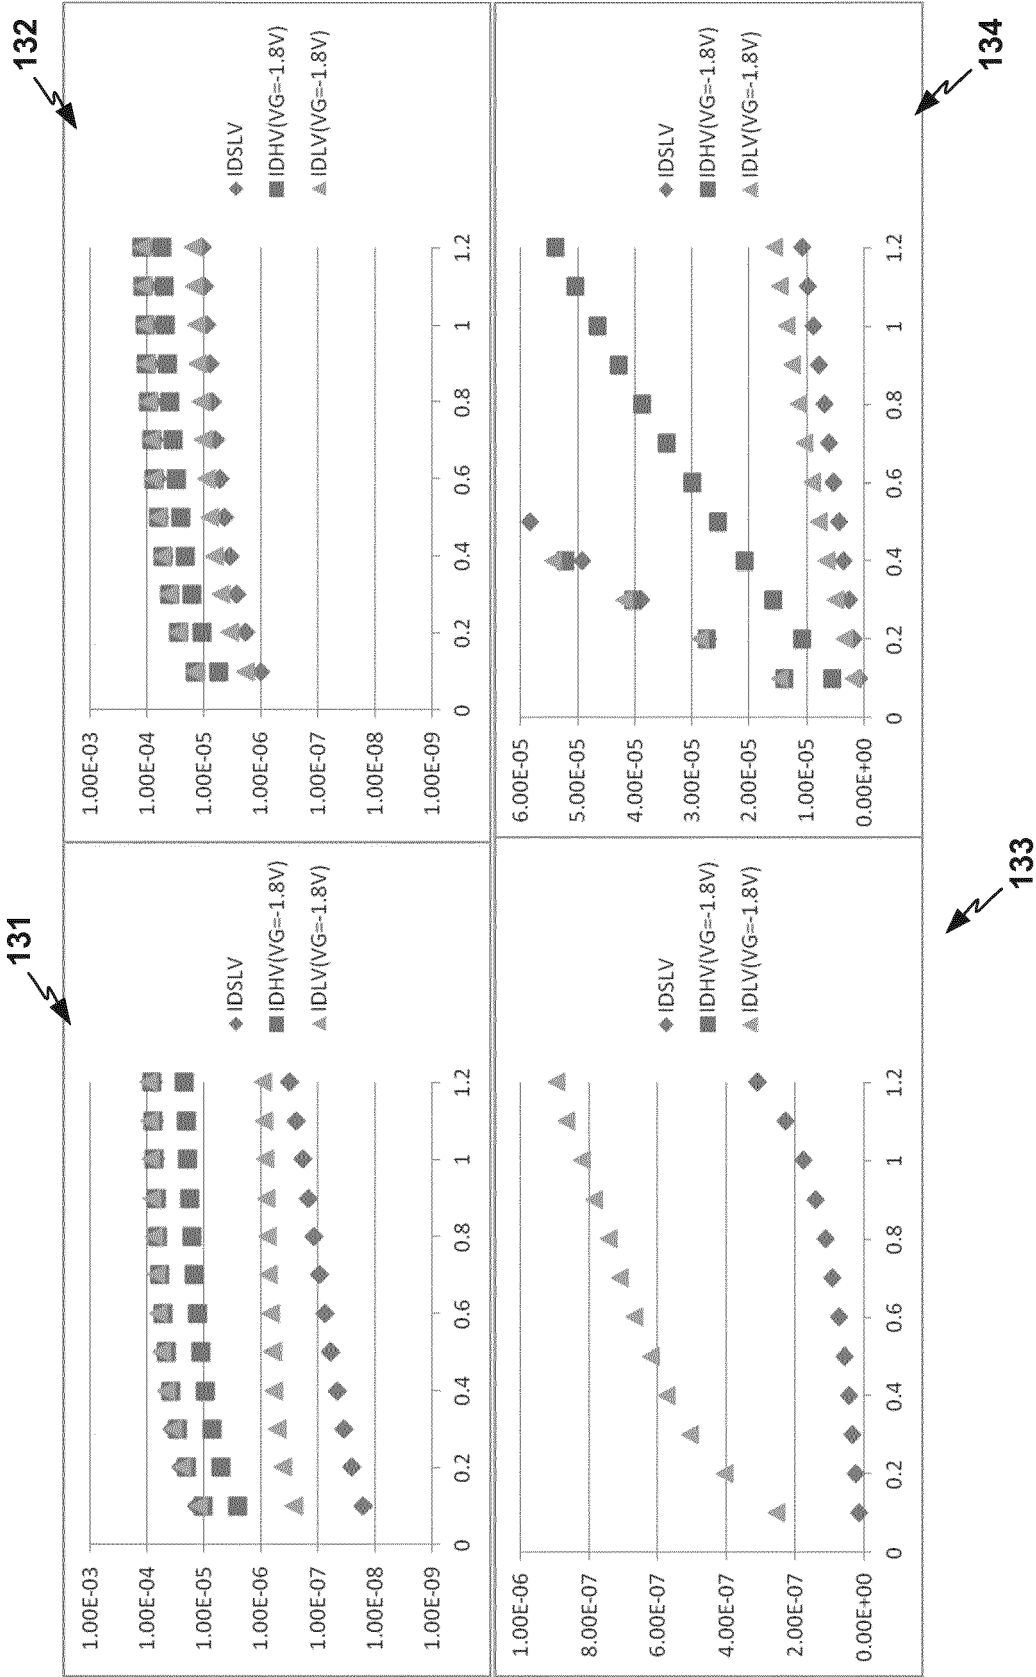 131
1.00E-03
1.00E-04
1.00E-05
1.00E-06
1.00E-07
1.00E-08
1.00E-09
0 0.2 0.4 0.6 0.8 1 1.2
IDSLV
IDHV(VG=-1.8V)
IDLV(VG=-1.8V)
132
1.00E-03
1.00E-04
1.00E-05
1.00E-06
1.00E-07
1.00E-08
1.00E-09
0 0.2 0.4 0.6 0.8 1 1.2
IDSLV
IDHV(VG=-1.8V)
IDLV(VG=-1.8V)
1.00E-06
8.00E-07
6.00E-07
4.00E-07
2.00E-07
0.00E+00
0 0.2 0.4 0.6 0.8 1 1.2
IDSLV
IDHV(VG=-1.8V)
IDLV(VG=-1.8V)
133
6.00E-05
5.00E-05
4.00E-05
3.00E-05
2.00E-05
1.00E-05
0.00E+00
0 0.2 0.4 0.6 0.8 1 1.2
IDSLV
IDHV(VG=-1.8V)
IDLV(VG=-1.8V)
134